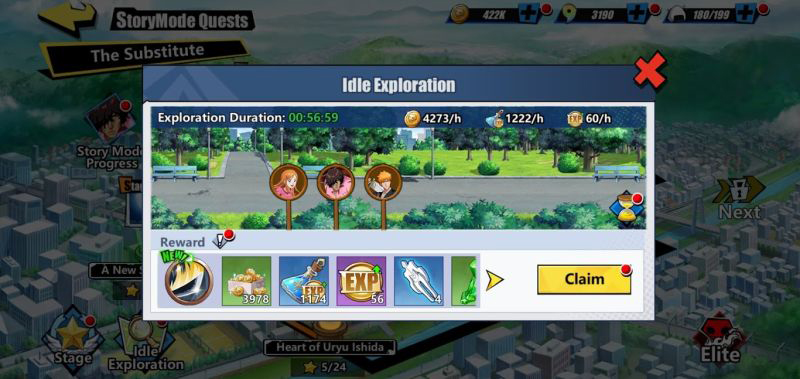 StoryMode Quests
422K
3190
180/199
The Substitute
Idle Exploration
Exploration Duration: 00:56:59
4273/h
1222/h
EXP 60/h
Story Mode
Progress
Next
Reward
NEW!
3978
EXP 1174
EXP 56
4
Claim
A New S
Stage
Idle
Exploration
Heart of Uryu Ishida
5/24
Elite